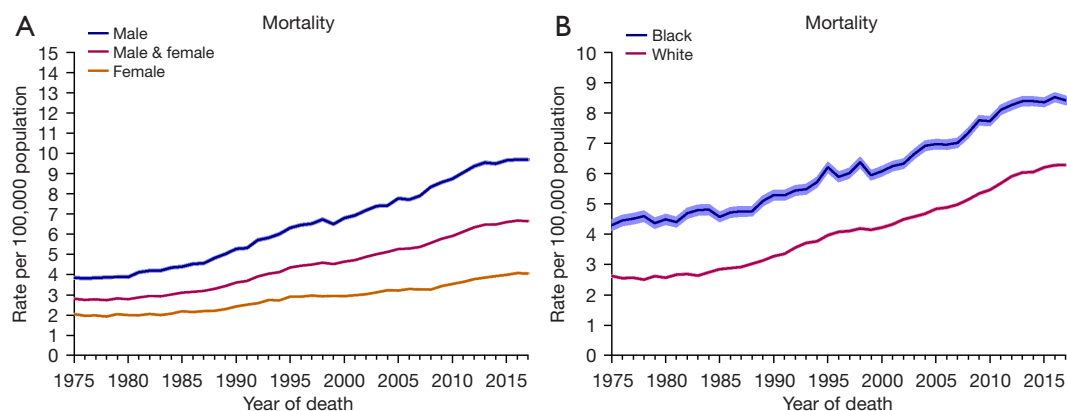 A
Mortality
Male
Male & female
Female
Rate per 100,000 population
15
14
13
12
11
10
9
8
7
6
5
4
3
2
1
0
1975 1980 1985 1990 1995 2000 2005 2010 2015
Year of death
B
Mortality
Black
White
Rate per 100,000 population
10
9
8
7
6
5
4
3
2
1
0
1975 1980 1985 1990 1995 2000 2005 2010 2015
Year of death